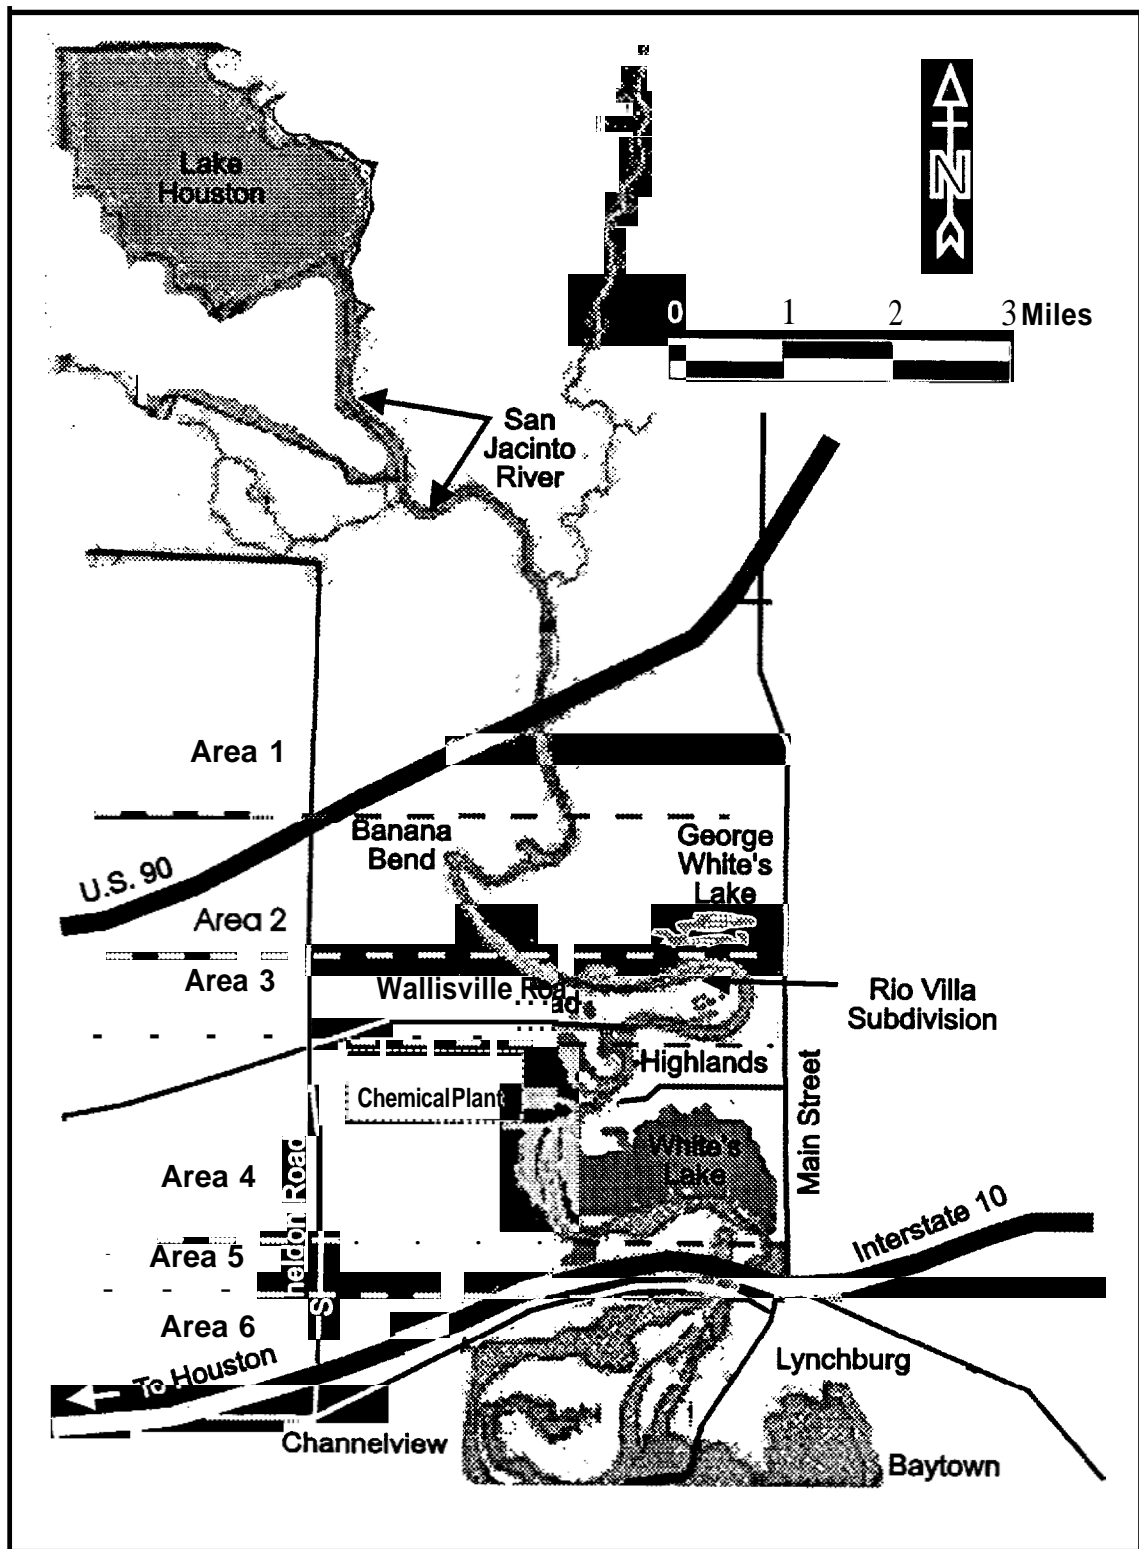 Lake
Houston
N
0 1 2 3 Miles
San
Jacinto
River
Area 1
Banana
Bend
George
White's
Lake
U.S. 90
Area 2
Area 3
Wallisville Road
Rio Villa
Subdivision
Highlands
Chemical Plant
Main Street
White's
Lake
Area 4
Sheldon Road
Interstate 10
Area 5
Area 6
To Houston
Lynchburg
Channelview
Baytown